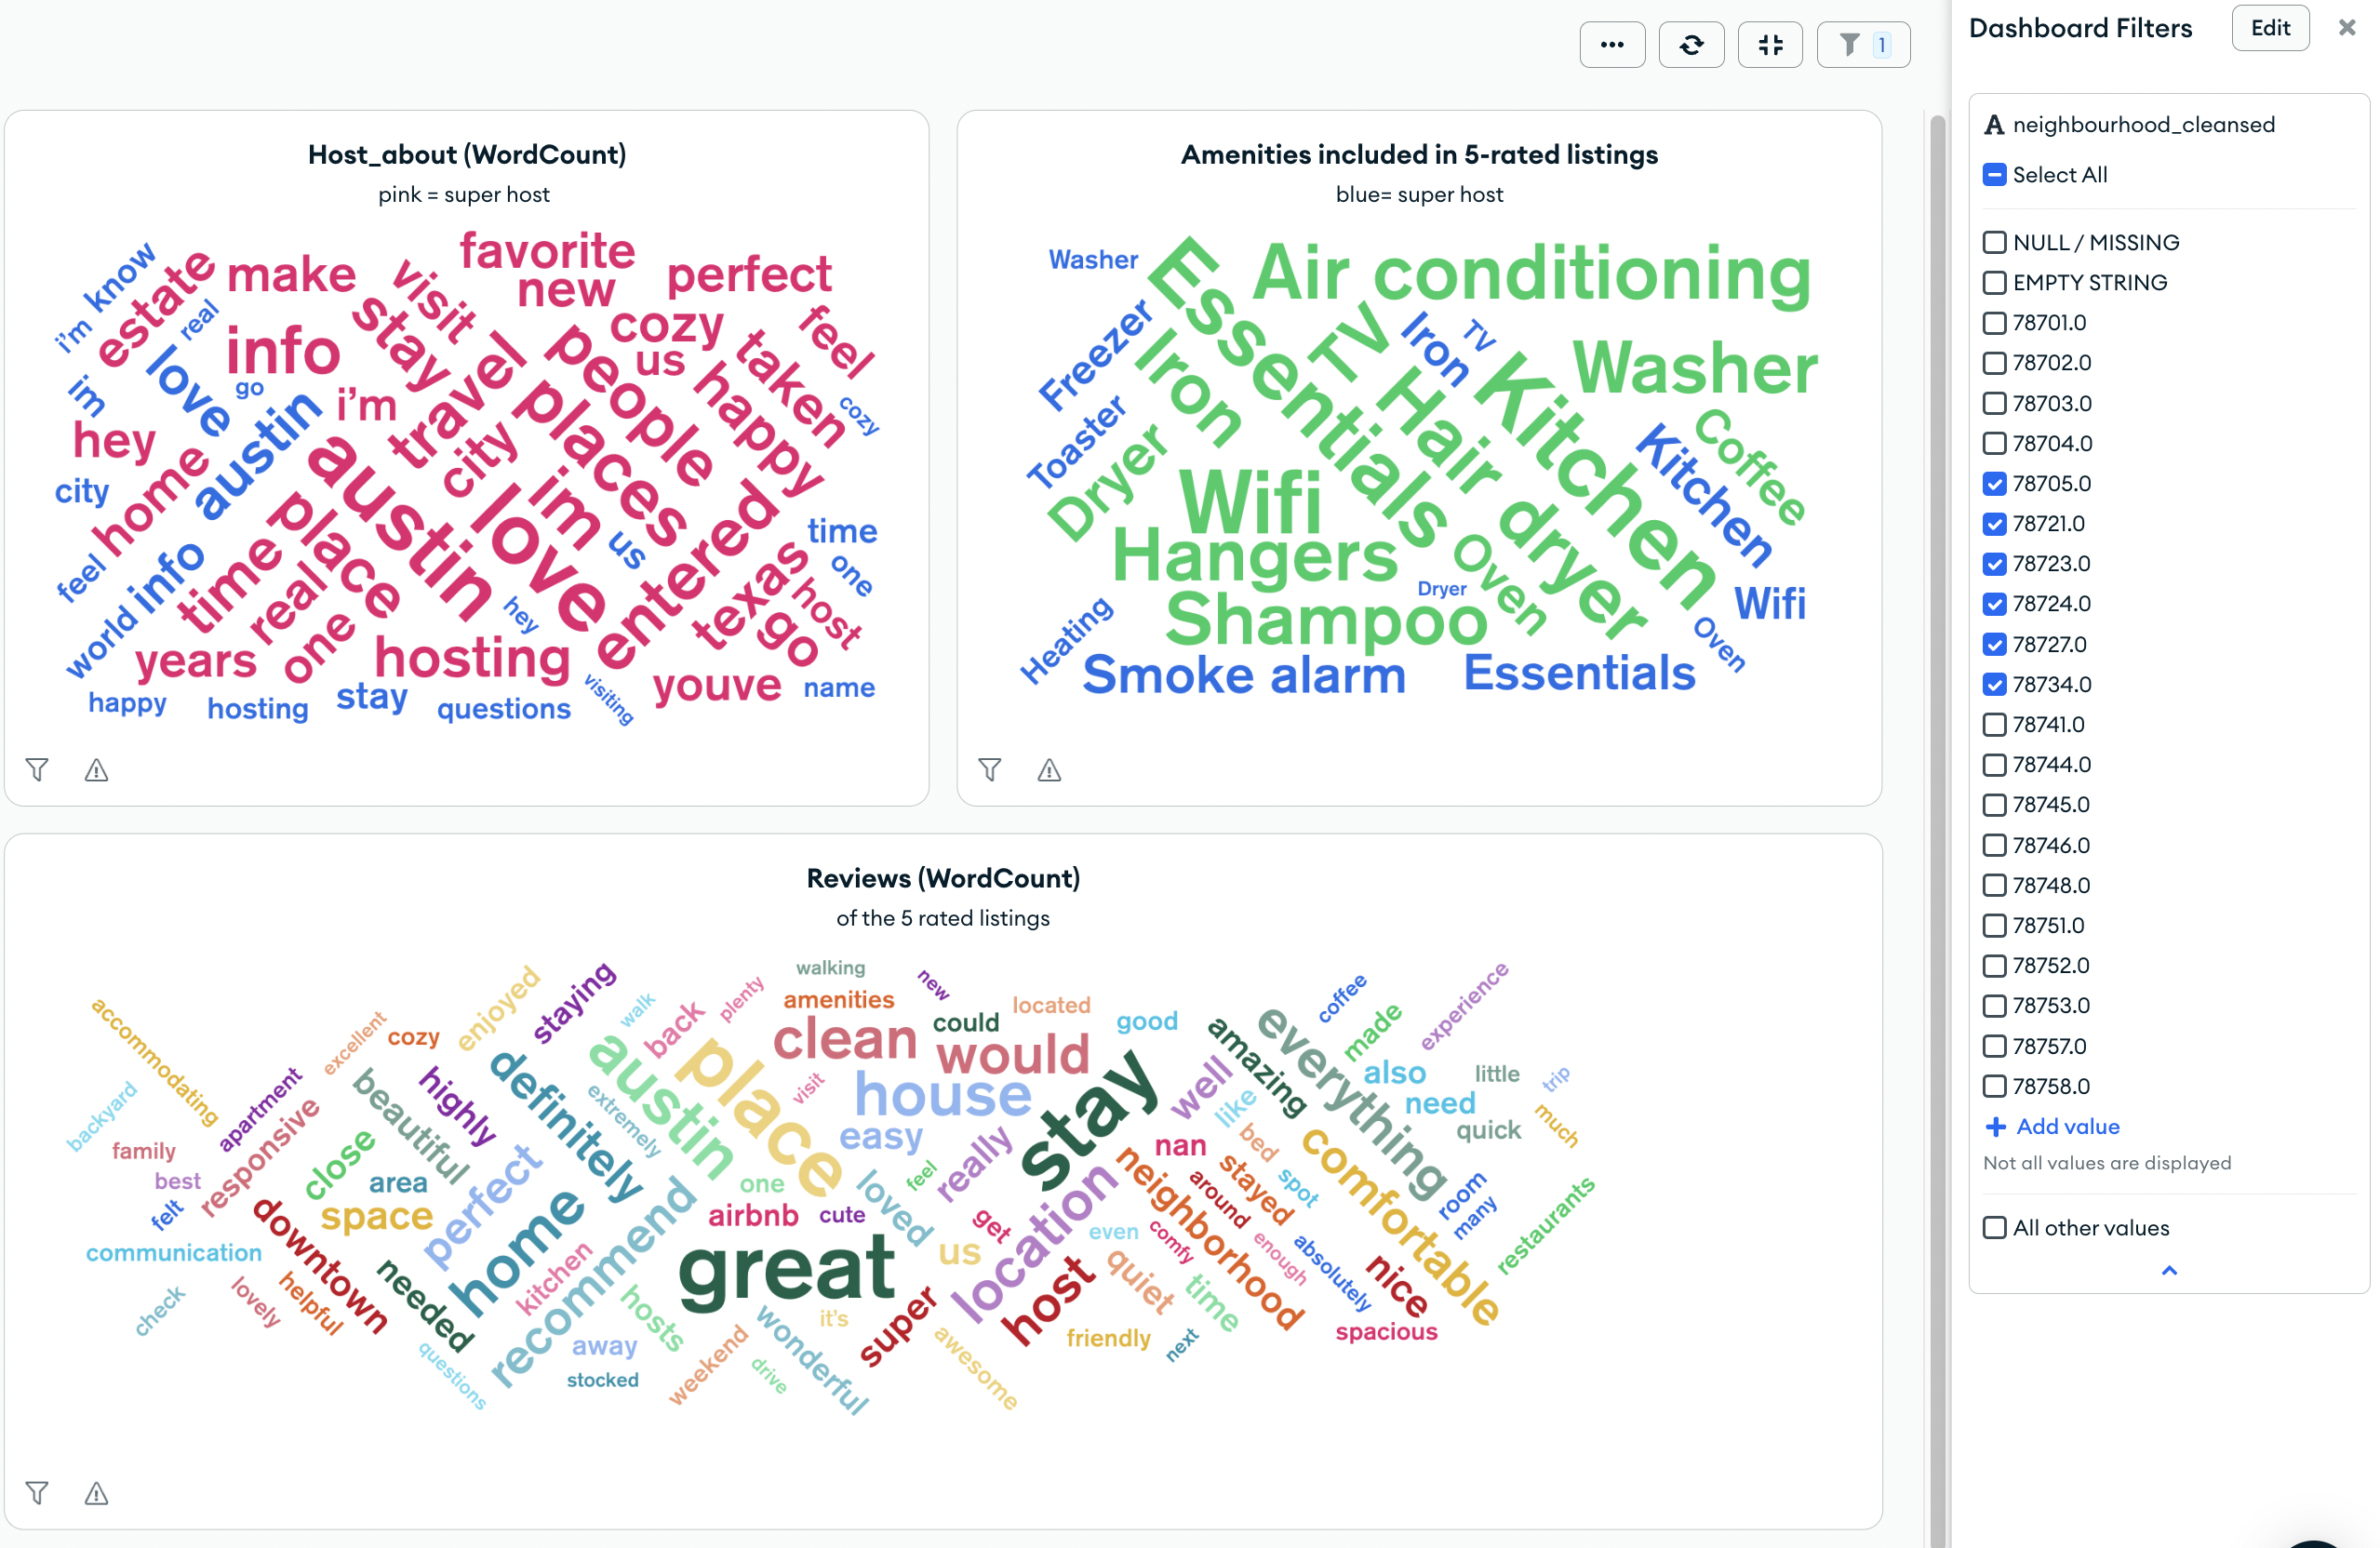 1
Dashboard Filters
Edit
Host_about (WordCount)
pink = super host
know
estate
i'm
real
make
visit
favorite
new
perfect
stay
cozy
us
feel
info
love
go
im
i'm
travel
people
taken
happy
cozy
hey
austin
city
places
city
home
austin
place
love
im
us
entered
time
one
feel
info
time
real
world
one
hey
texas
host
go
years
hosting
visiting
youve
name
happy
hosting
stay
questions
Amenities included in 5-rated listings
blue= super host
Washer
Essentials
Air conditioning
Freezer
Iron
TV
Iron
TV
Washer
Toaster
Dryer
Hair dryer
Kitchen
Kitchen
Coffee
Wifi
Hangers
Oven
Dryer
Shampoo
Wifi
Oven
Heating
Smoke alarm
Essentials
Reviews (WordCount)
of the 5 rated listings
walking
new
staying
enjoyed
walk
plenty
amenities
located
coffee
experience
accommodating
excellent
cozy
back
clean
could
would
good
amazing
everything
made
backyard
apartment
beautiful
highly
definitely
austin
place
visit
house
stay
well
also
little
trip
family
responsive
close
extremely
easy
like
need
quick
much
best
area
perfect
one
feel
really
nan
bed
spot
comfortable
felt
space
home
recommend
airbnb
cute
loved
location
neighborhood
stayed
around
room
many
restaurants
communication
downtown
needed
kitchen
great
us
get
even
comfy
enough
absolutely
check
lovely
helpful
hosts
it's
super
host
quiet
time
nice
questions
away
stocked
weekend
drive
wonderful
awesome
friendly
next
spacious
neighbourhood_cleansed
Select All
NULL / MISSING
EMPTY STRING
78701.0
78702.0
78703.0
78704.0
78705.0
78721.0
78723.0
78724.0
78727.0
78734.0
78741.0
78744.0
78745.0
78746.0
78748.0
78751.0
78752.0
78753.0
78757.0
78758.0
Add value
Not all values are displayed
All other values